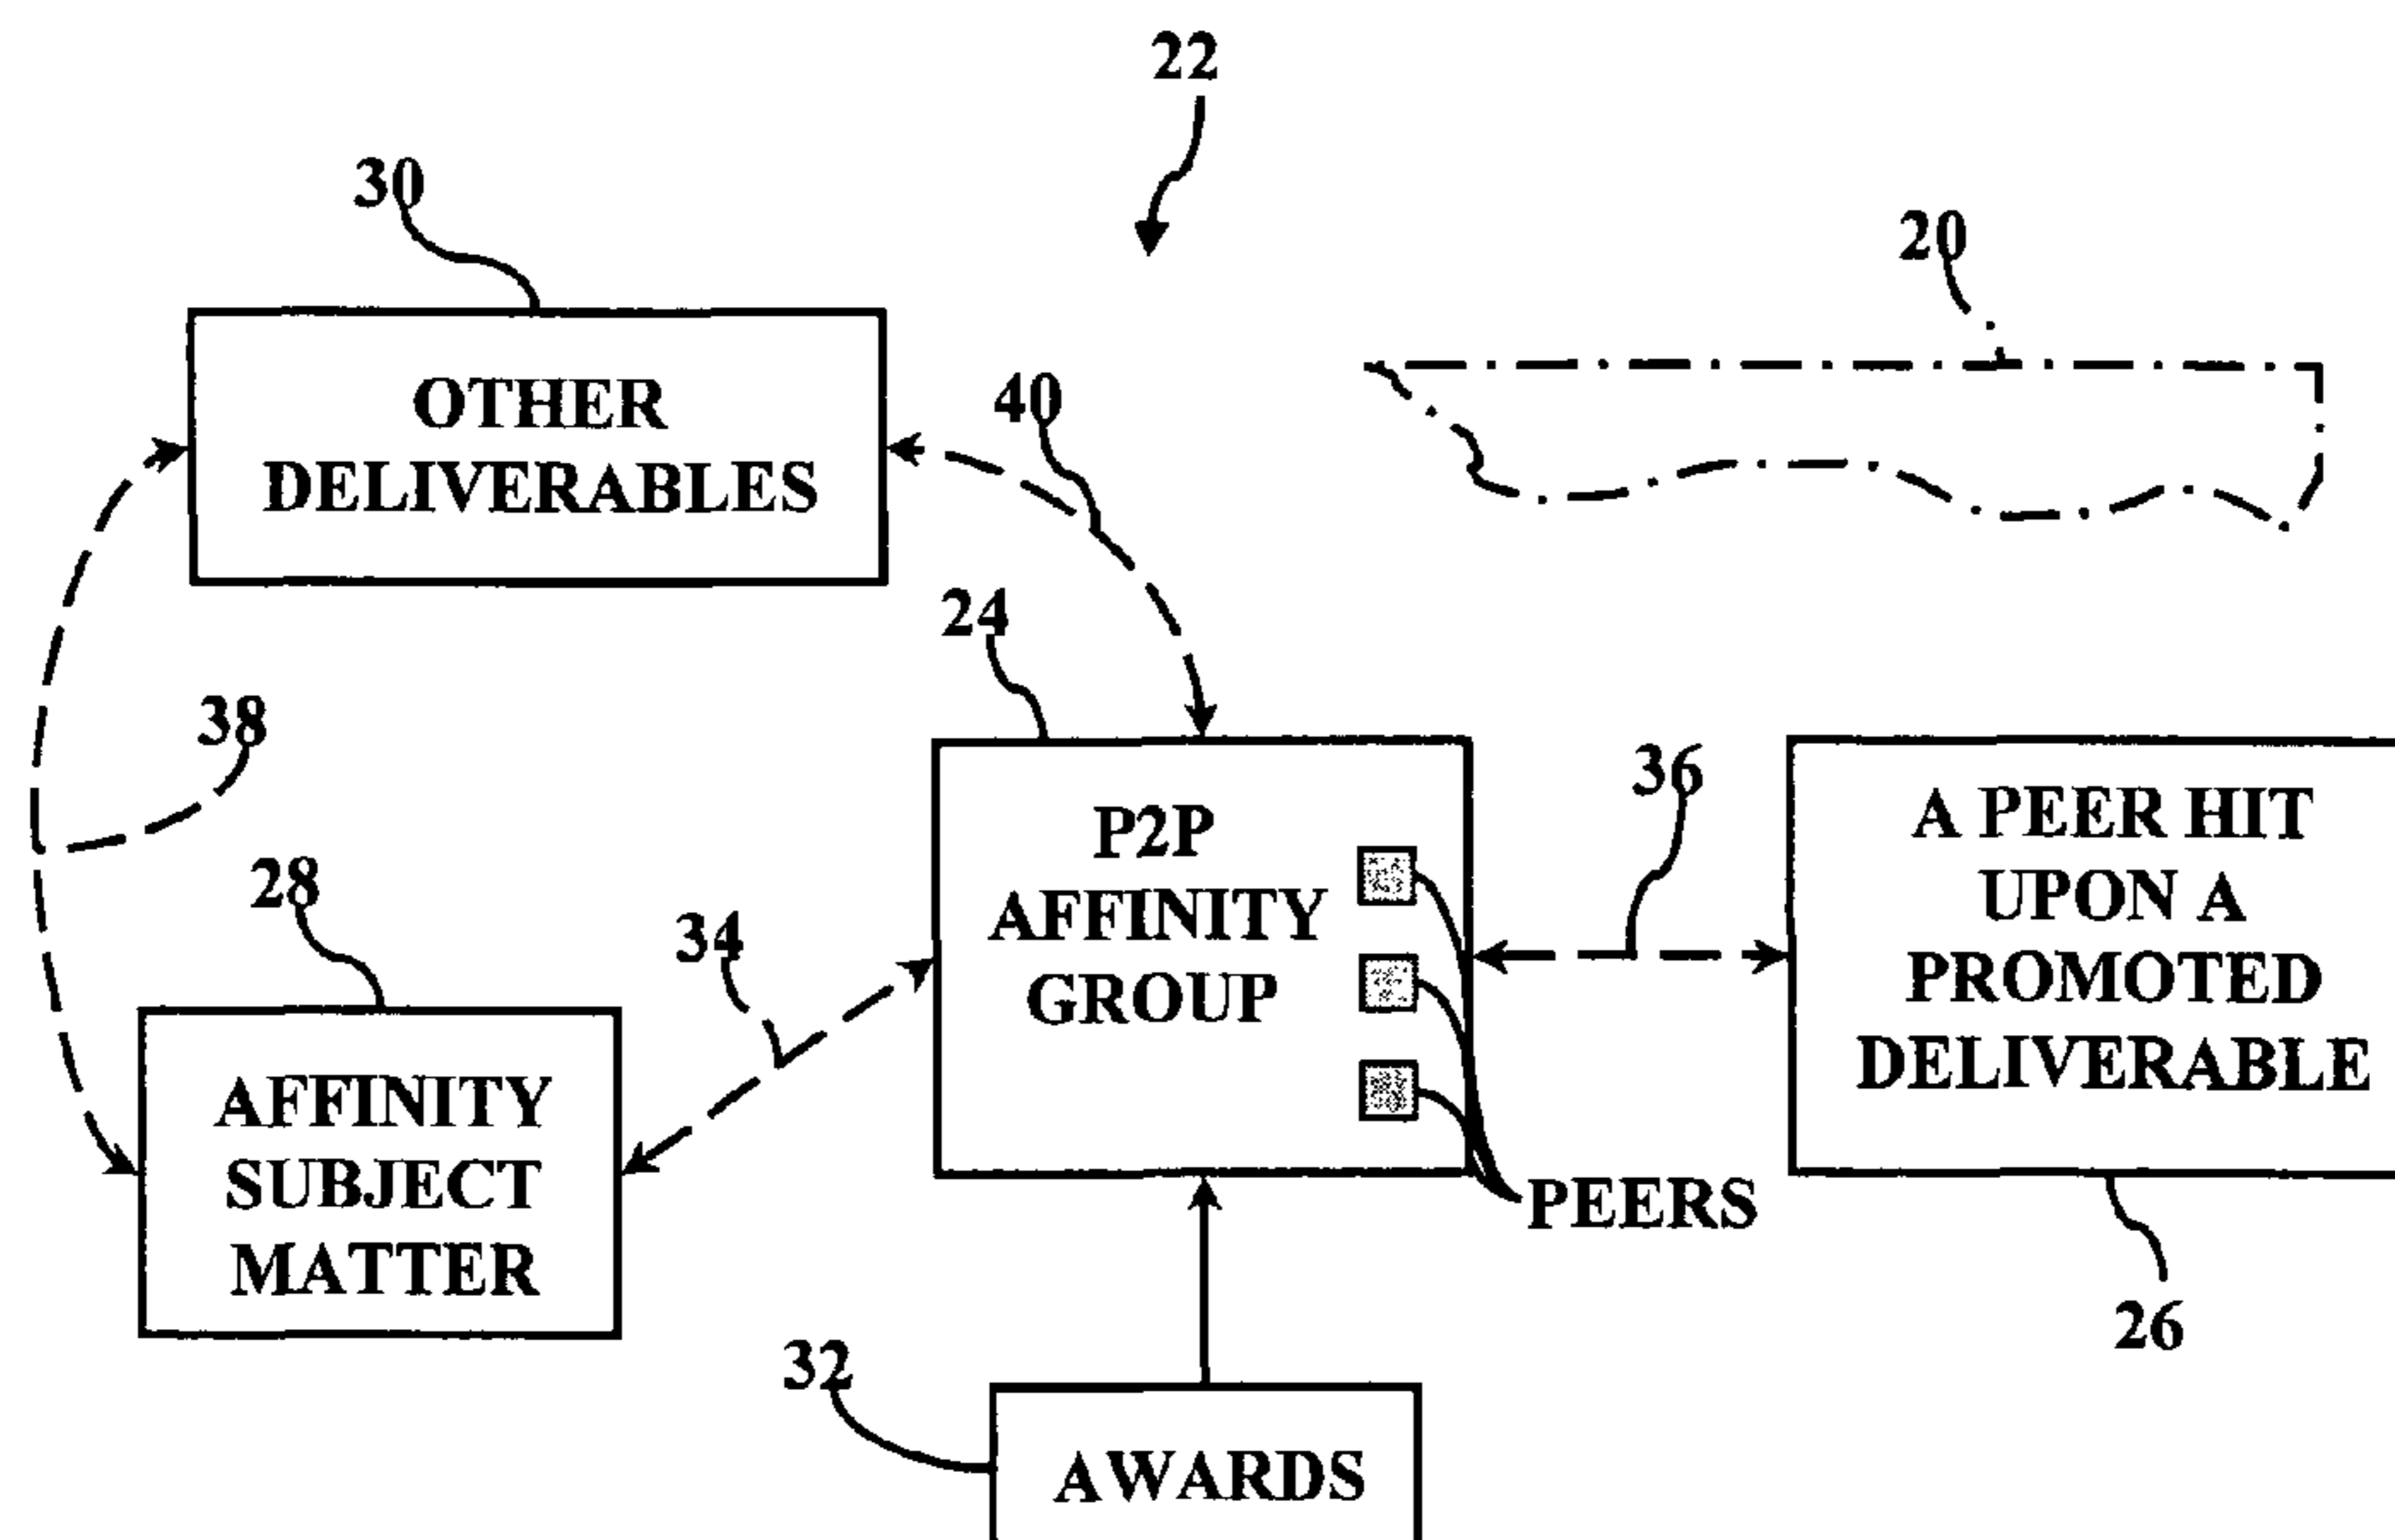 22
30
20
OTHER
DELIVERABLES
40
24
38
36
P2P
AFFINITY
GROUP
A PEER HIT
UPON A
PROMOTED
DELIVERABLE
28
34
AFFINITY
SUBJECT
MATTER
PEERS
26
32
AWARDS